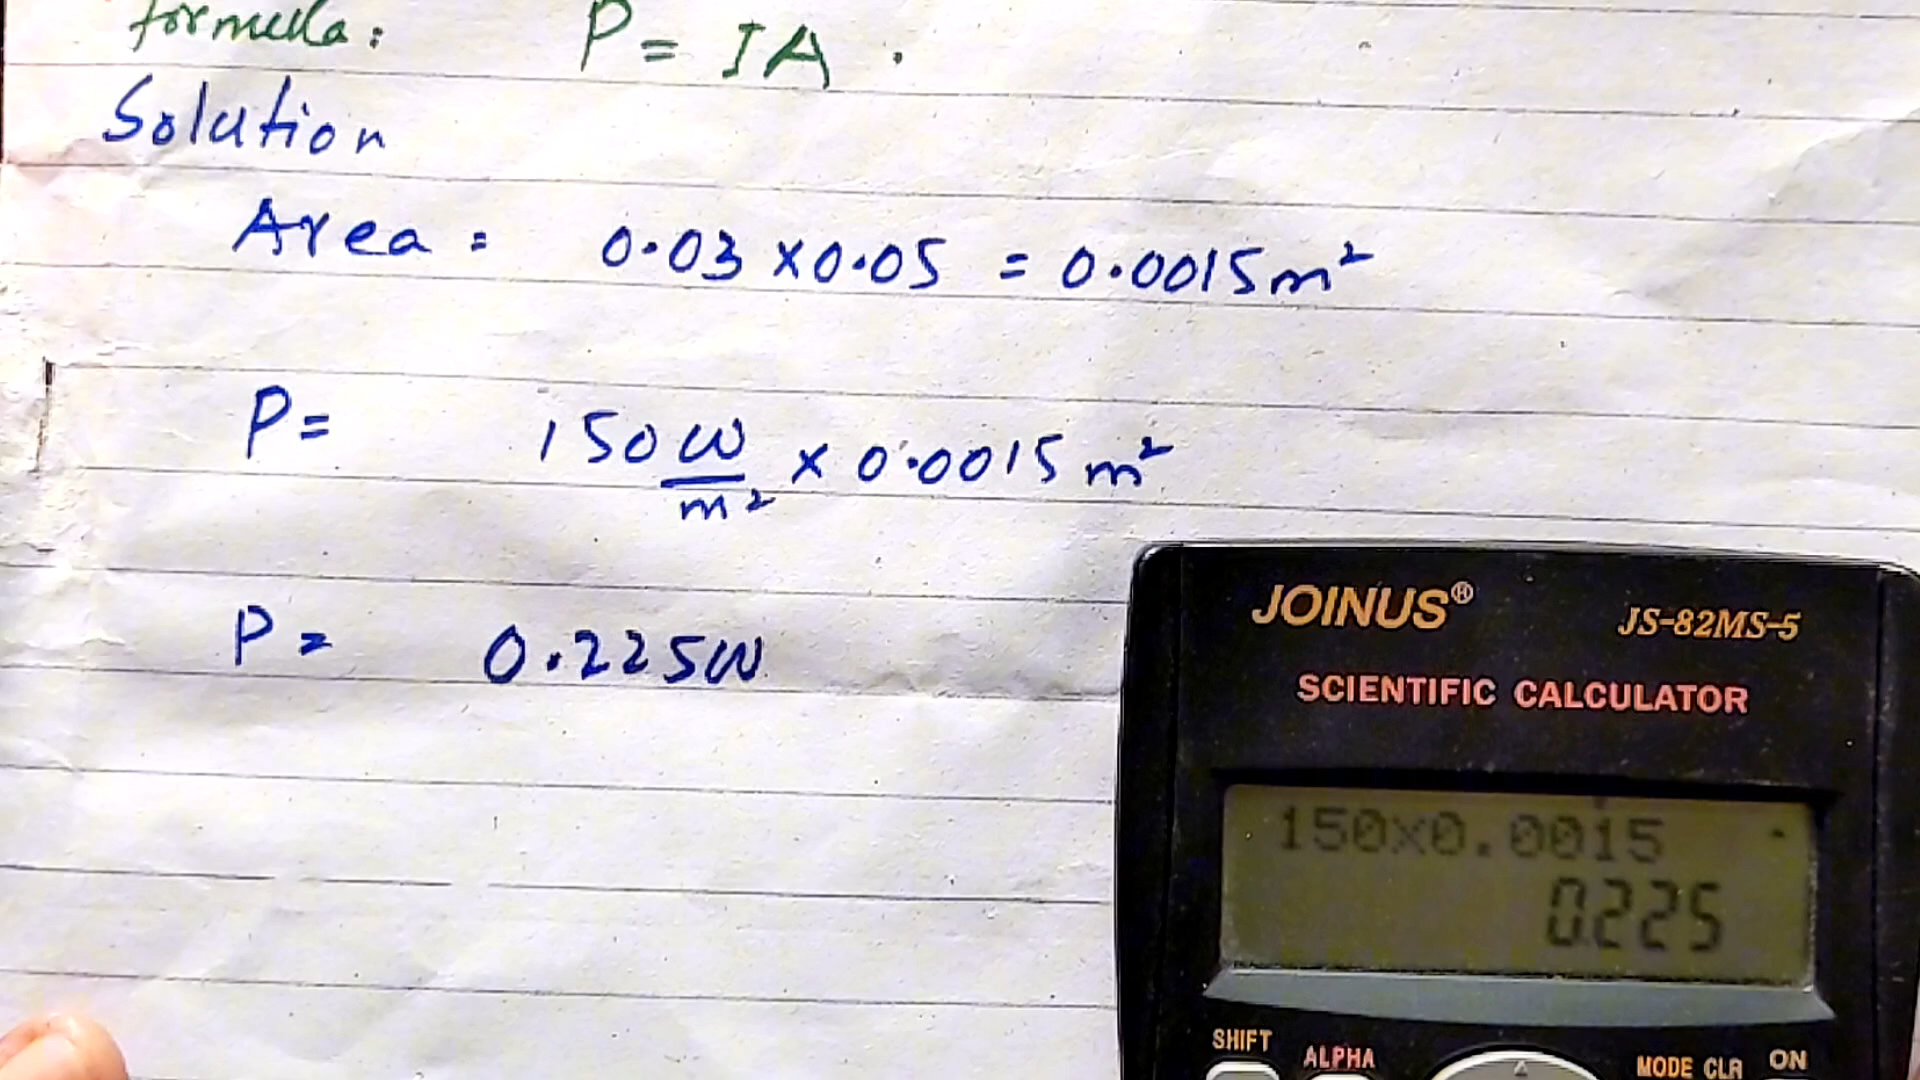 formula: P = IA .
Solution
Area = 0.03 x 0.05 = 0.0015m²
P = 150 W/m² x 0.0015 m²
P = 0.225W
JOINUS® JS-82MS-5
SCIENTIFIC CALCULATOR
150x0.0015
0.225
SHIFT ALPHA MODE CLR ON